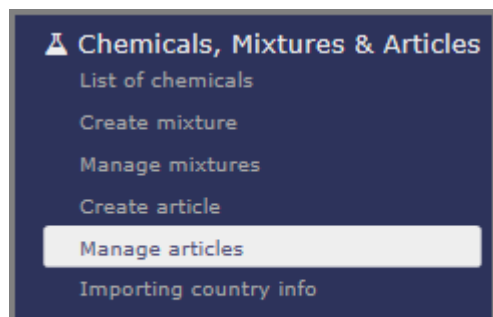 Chemicals, Mixtures & Articles
List of chemicals
Create mixture
Manage mixtures
Create article
Manage articles
Importing country info